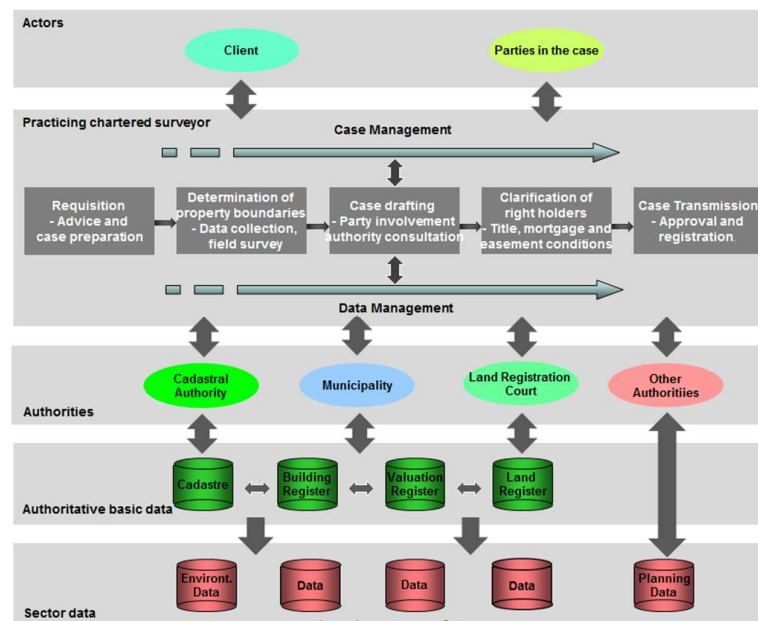 Actors
Client
Parties in the case
Practicing chartered surveyor
Case Management
Requisition
- Advice and
case preparation
Determination of
property boundaries
- Data collection,
field survey
Case drafting
- Party involvement
authority consultation
Clarification of
right holders
- Title, mortgage and
easement conditions
Case Transmission
- Approval and
registration.
Data Management
Cadastral
Authority
Municipality
Land Registration
Court
Other
Authoritiies
Authorities
Cadastre
Building
Register
Valuation
Register
Land
Register
Authoritative basic data
Environt.
Data
Data
Data
Data
Planning
Data
Sector data